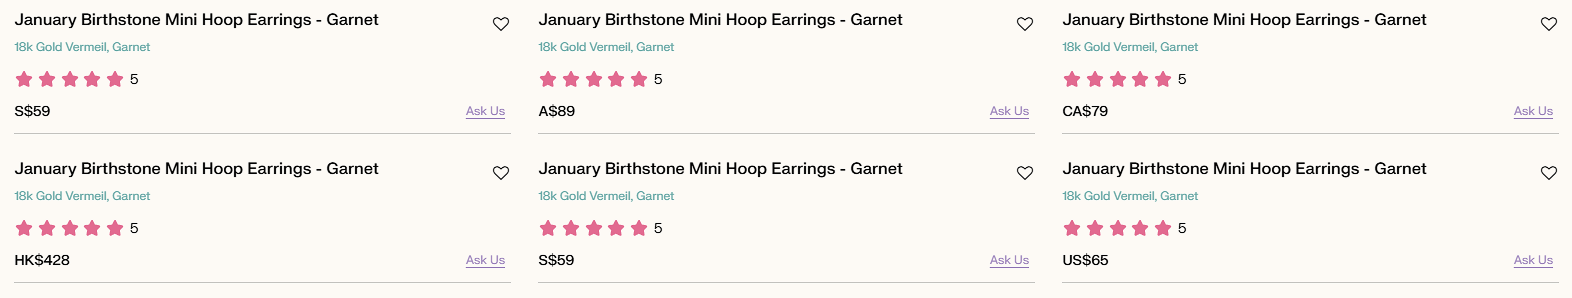 January Birthstone Mini Hoop Earrings - Garnet
18k Gold Vermeil, Garnet
5
S$59
Ask Us
January Birthstone Mini Hoop Earrings - Garnet
18k Gold Vermeil, Garnet
5
A$89
Ask Us
January Birthstone Mini Hoop Earrings - Garnet
18k Gold Vermeil, Garnet
5
CA$79
Ask Us
January Birthstone Mini Hoop Earrings - Garnet
18k Gold Vermeil, Garnet
5
HK$428
Ask Us
January Birthstone Mini Hoop Earrings - Garnet
18k Gold Vermeil, Garnet
5
S$59
Ask Us
January Birthstone Mini Hoop Earrings - Garnet
18k Gold Vermeil, Garnet
5
US$65
Ask Us